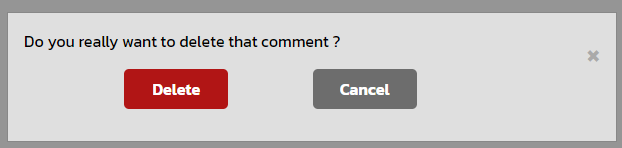 Do you really want to delete that comment ?
Delete
Cancel